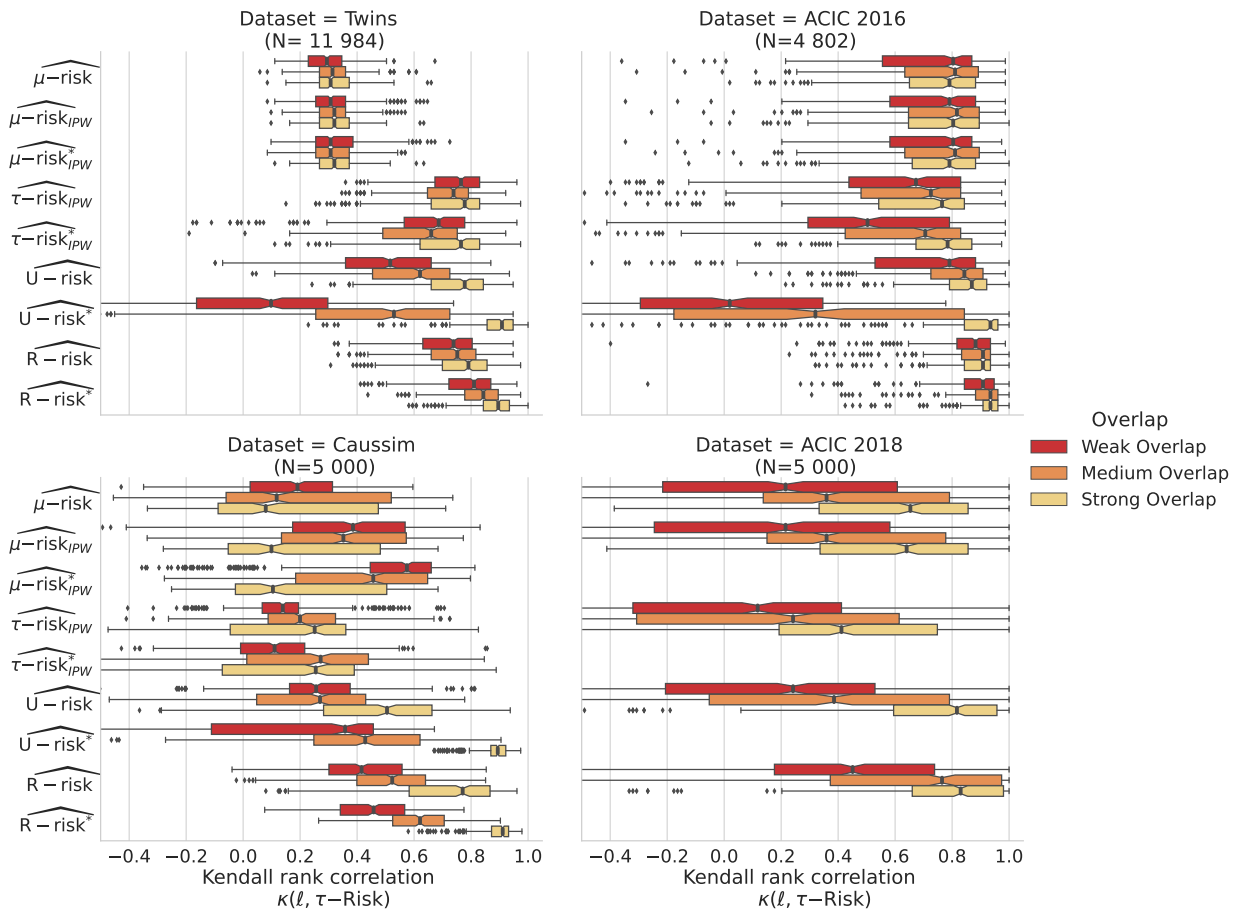 Dataset = Twins
(N= 11 984)
Dataset = ACIC 2016
(N=4 802)
μ−risk
μ−risk_IPW
μ−risk*_IPW
τ−risk_IPW
τ−risk*_IPW
U−risk
U−risk*
R−risk
R−risk*
Dataset = Caussim
(N=5 000)
Dataset = ACIC 2018
(N=5 000)
Overlap
Weak Overlap
Medium Overlap
Strong Overlap
μ−risk
μ−risk_IPW
μ−risk*_IPW
τ−risk_IPW
τ−risk*_IPW
U−risk
U−risk*
R−risk
R−risk*
−0.4 −0.2 0.0 0.2 0.4 0.6 0.8 1.0
Kendall rank correlation
κ(ℓ, τ−Risk)
−0.4 −0.2 0.0 0.2 0.4 0.6 0.8 1.0
Kendall rank correlation
κ(ℓ, τ−Risk)